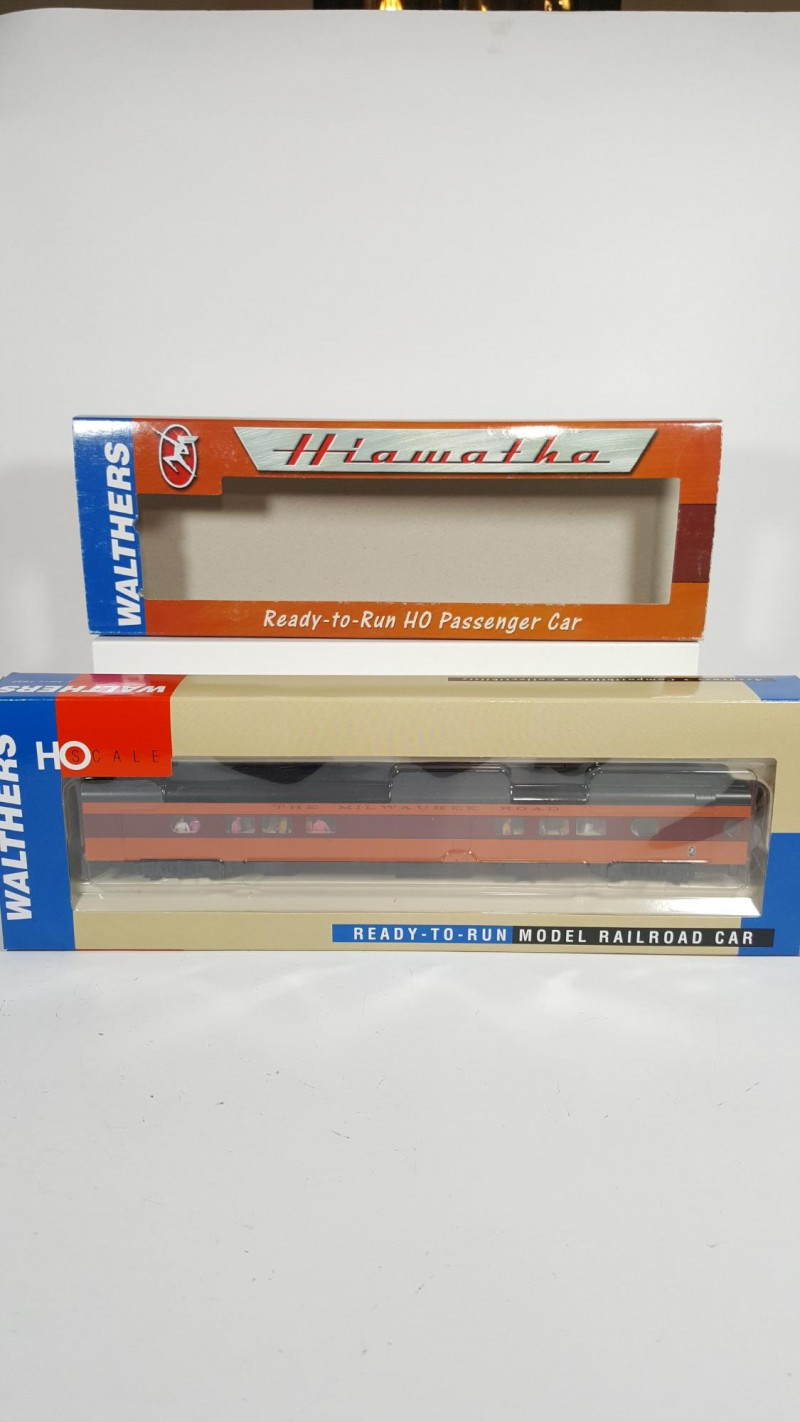 WALTHERS
Hiawatha
Ready-to-Run HO Passenger Car
WALTHERS
WALTHERS
HO SCALE
THE MILWAUKEE ROAD
READY-TO-RUN MODEL RAILROAD CAR